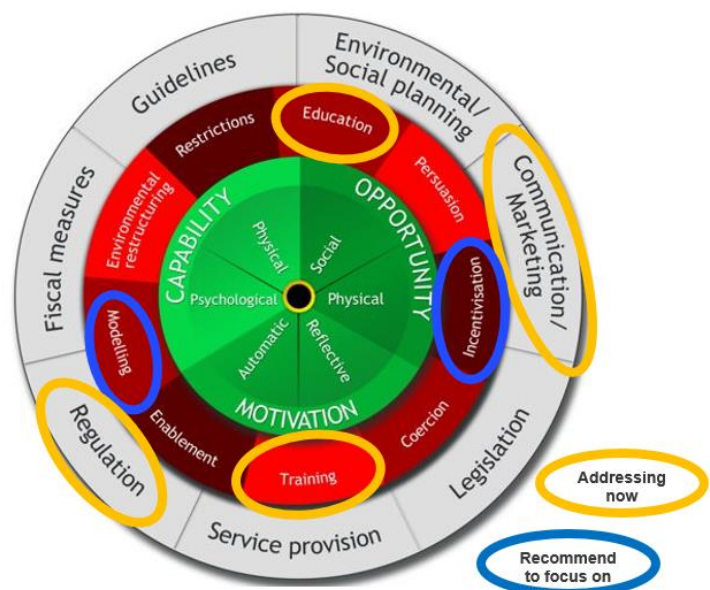 Guidelines
Environmental/
Social planning
Communication/
Marketing
Legislation
Service provision
Regulation
Fiscal measures
Restrictions
Education
Persuasion
Incentivisation
Coercion
Training
Enablement
Modelling
Environmental
restructuring
CAPABILITY
OPPORTUNITY
MOTIVATION
Physical
Social
Physical
Reflective
Automatic
Psychological
Addressing
now
Recommend
to focus on